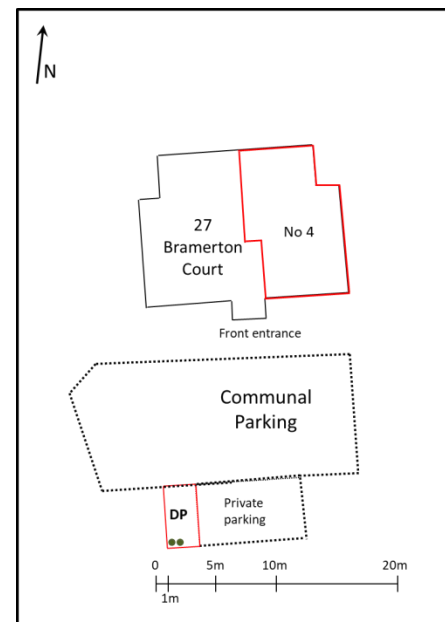 N
27
Bramerton
Court
No 4
Front entrance
Communal
Parking
DP
Private
parking
0 5m 10m 20m
1m